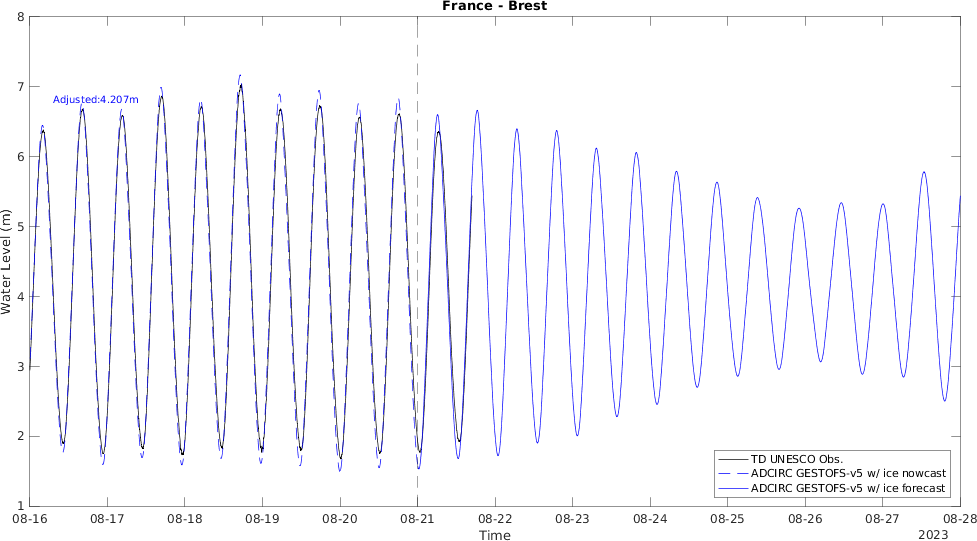 France - Brest
8
7
6
5
4
3
2
1
Water Level (m)
Adjusted:4.207m
TD UNESCO Obs.
ADCIRC GESTOFS-v5 w/ ice nowcast
ADCIRC GESTOFS-v5 w/ ice forecast
08-16 08-17 08-18 08-19 08-20 08-21 08-22 08-23 08-24 08-25 08-26 08-27 08-28
Time
2023